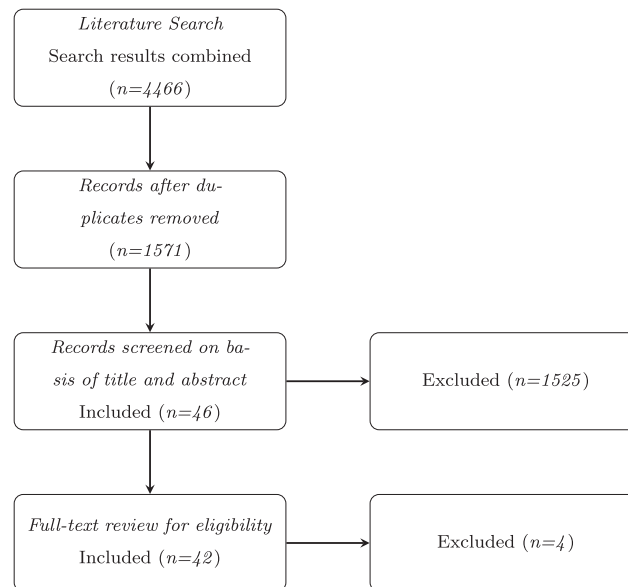 Literature Search
Search results combined
(n=4466)
Records after du-
plicates removed
(n=1571)
Records screened on ba-
sis of title and abstract
Included (n=46)
Excluded (n=1525)
Full-text review for eligibility
Included (n=42)
Excluded (n=4)